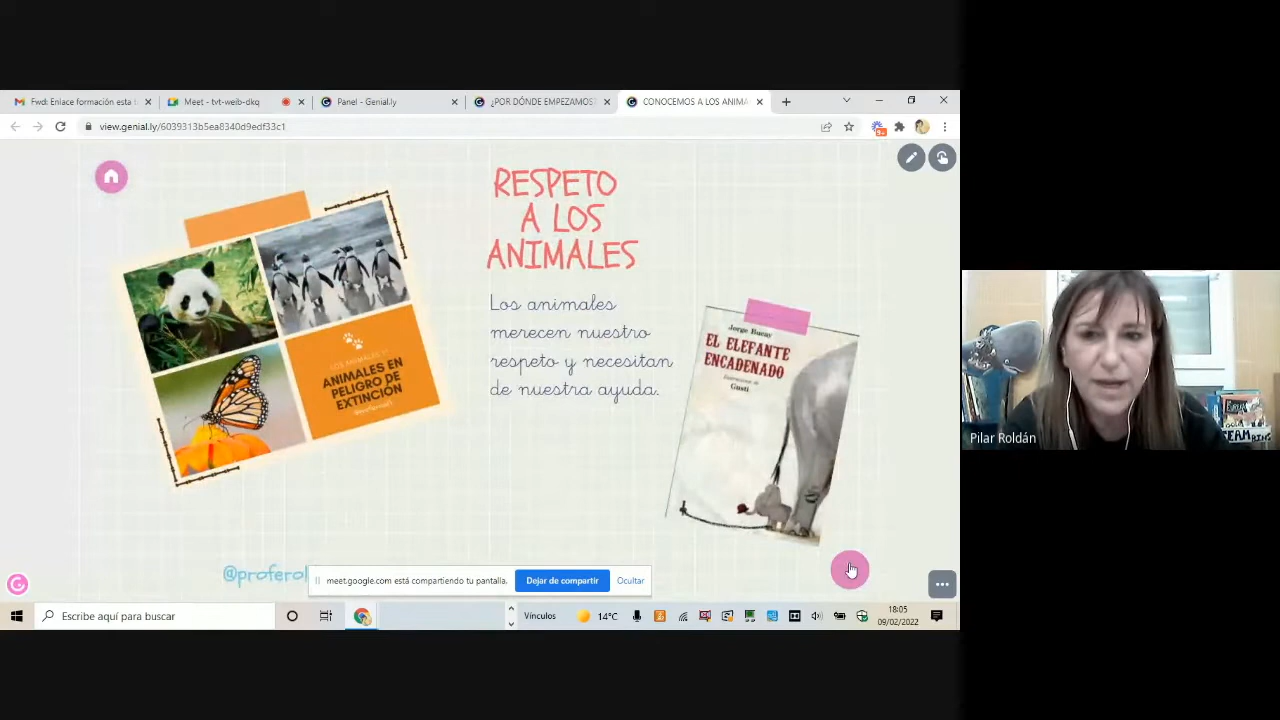 Fwd: Enlace formación esta t
Meet - tvt-weib-dkq
Panel - Genial.ly
¿POR DÓNDE EMPEZAMOS?
CONOCEMOS A LOS ANIMA
view.genial.ly/6039313b5ea8340d9edf33c1
RESPETO
A LOS
ANIMALES
Los animales
merecen nuestro
respeto y necesitan
de nuestra ayuda.
ANIMALES EN
PELIGRO DE
EXTINCIÓN
Jorge Bucay
EL ELEFANTE
ENCADENADO
Ilustraciones de
Gusti
Pilar Roldán
@proferol
meet.google.com está compartiendo tu pantalla.
Dejar de compartir
Ocultar
Escribe aquí para buscar
Vínculos
14°C
18:05
09/02/2022